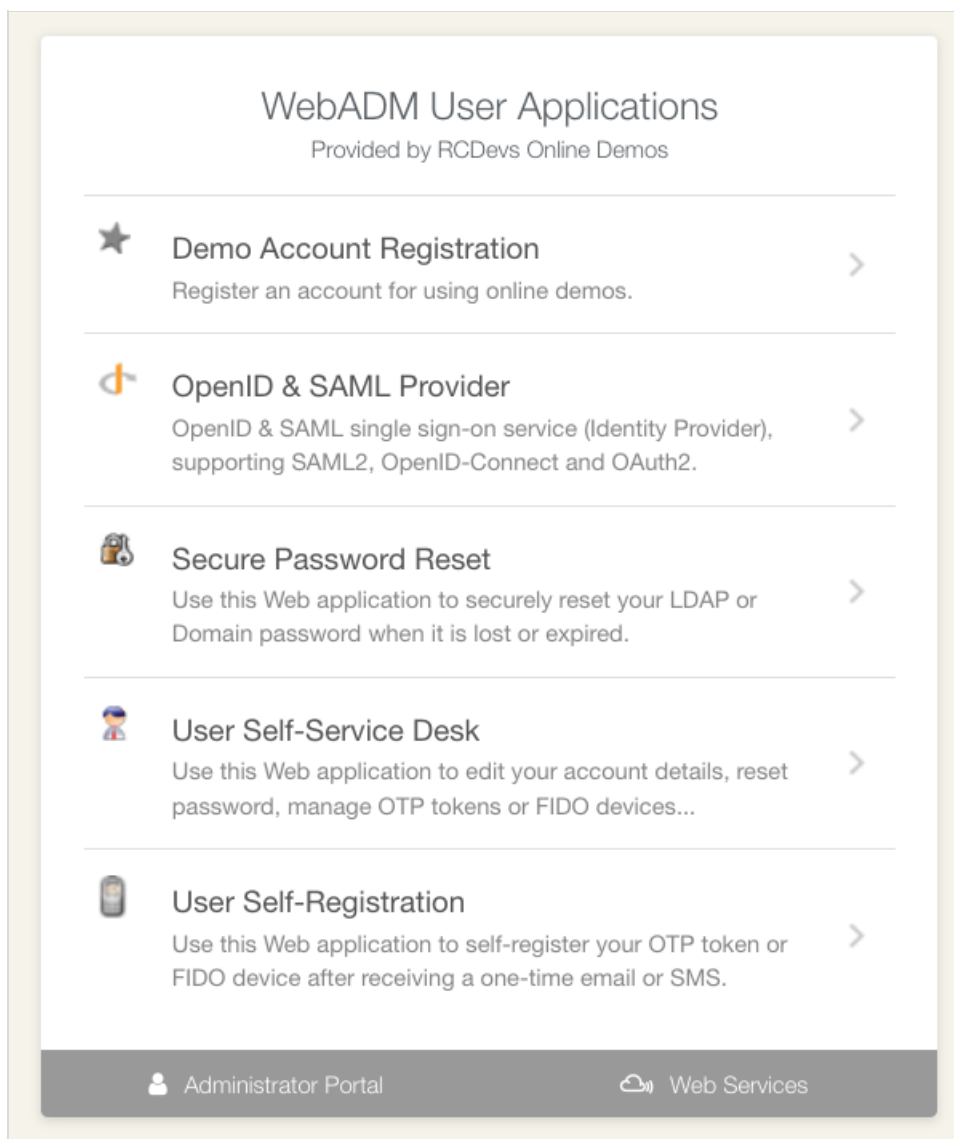 WebADM User Applications
Provided by RCDevs Online Demos
Demo Account Registration
Register an account for using online demos.
OpenID & SAML Provider
OpenID & SAML single sign-on service (Identity Provider),
supporting SAML2, OpenID-Connect and OAuth2.
Secure Password Reset
Use this Web application to securely reset your LDAP or
Domain password when it is lost or expired.
User Self-Service Desk
Use this Web application to edit your account details, reset
password, manage OTP tokens or FIDO devices...
User Self-Registration
Use this Web application to self-register your OTP token or
FIDO device after receiving a one-time email or SMS.
Administrator Portal
Web Services